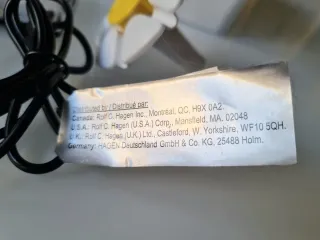 Distributed by / Distribué par:
Canada: Rolf C. Hagen Inc., Montreal, QC. H9X 0A2
U.S.A.: Rolf C. Hagen (U.S.A.) Corp., Mansfield, MA. 02048
U. K.: Rolf C. Hagen (U.K.) Ltd., Castleford, W. Yorkshire, WF10 5QH.
Germany: HAGEN Deutschland GmbH & Co. KG, 25488 Holm.